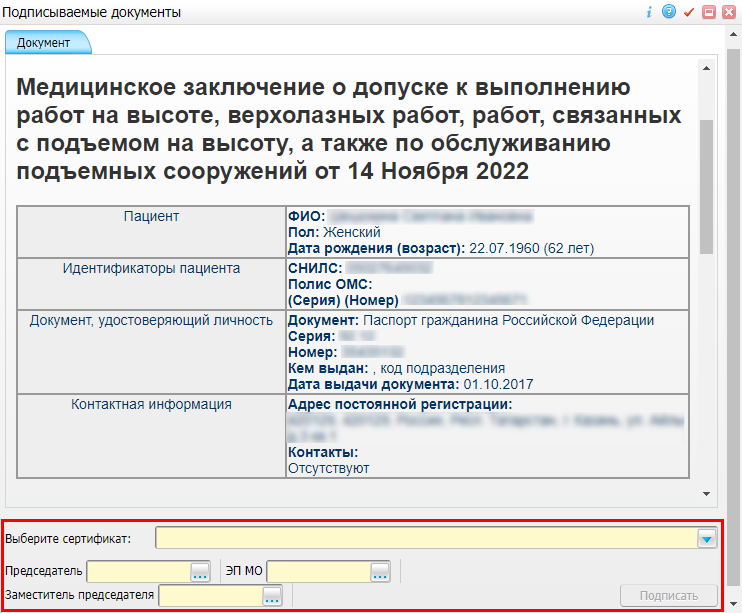 Подписываемые документы
Документ
Медицинское заключение о допуске к выполнению
работ на высоте, верхолазных работ, работ, связанных
с подъемом на высоту, а также по обслуживанию
подъемных сооружений от 14 Ноября 2022
Пациент
ФИО:
Пол: Женский
Дата рождения (возраст): 22.07.1960 (62 лет)
Идентификаторы пациента
СНИЛС:
Полис ОМС:
(Серия) (Номер)
Документ, удостоверяющий личность
Документ: Паспорт гражданина Российской Федерации
Серия:
Номер:
Кем выдан: , код подразделения
Дата выдачи документа: 01.10.2017
Контактная информация
Адрес постоянной регистрации:
Контакты:
Отсутствуют
Выберите сертификат:
Председатель ... ЭП МО ...
Заместитель председателя ... Подписать